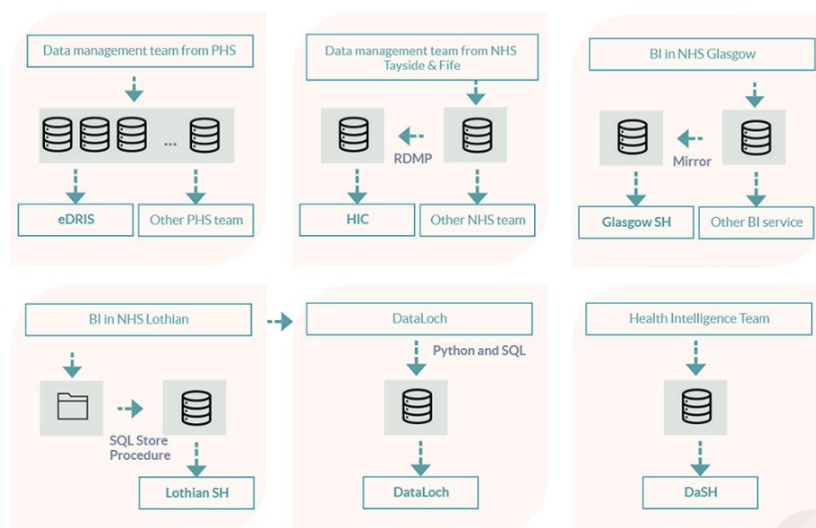 Data management team from PHS
...
eDRIS
Other PHS team
Data management team from NHS
Tayside & Fife
RDMP
HIC
Other NHS team
BI in NHS Glasgow
Mirror
Glasgow SH
Other BI service
BI in NHS Lothian
SQL Store
Procedure
Lothian SH
DataLoch
Python and SQL
DataLoch
Health Intelligence Team
DaSH